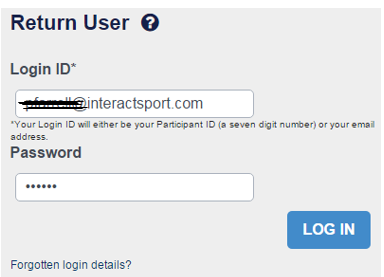 Return User ?
Login ID*
@interactsport.com
*Your Login ID will either be your Participant ID (a seven digit number) or your email
address.
Password
••••••
LOG IN
Forgotten login details?